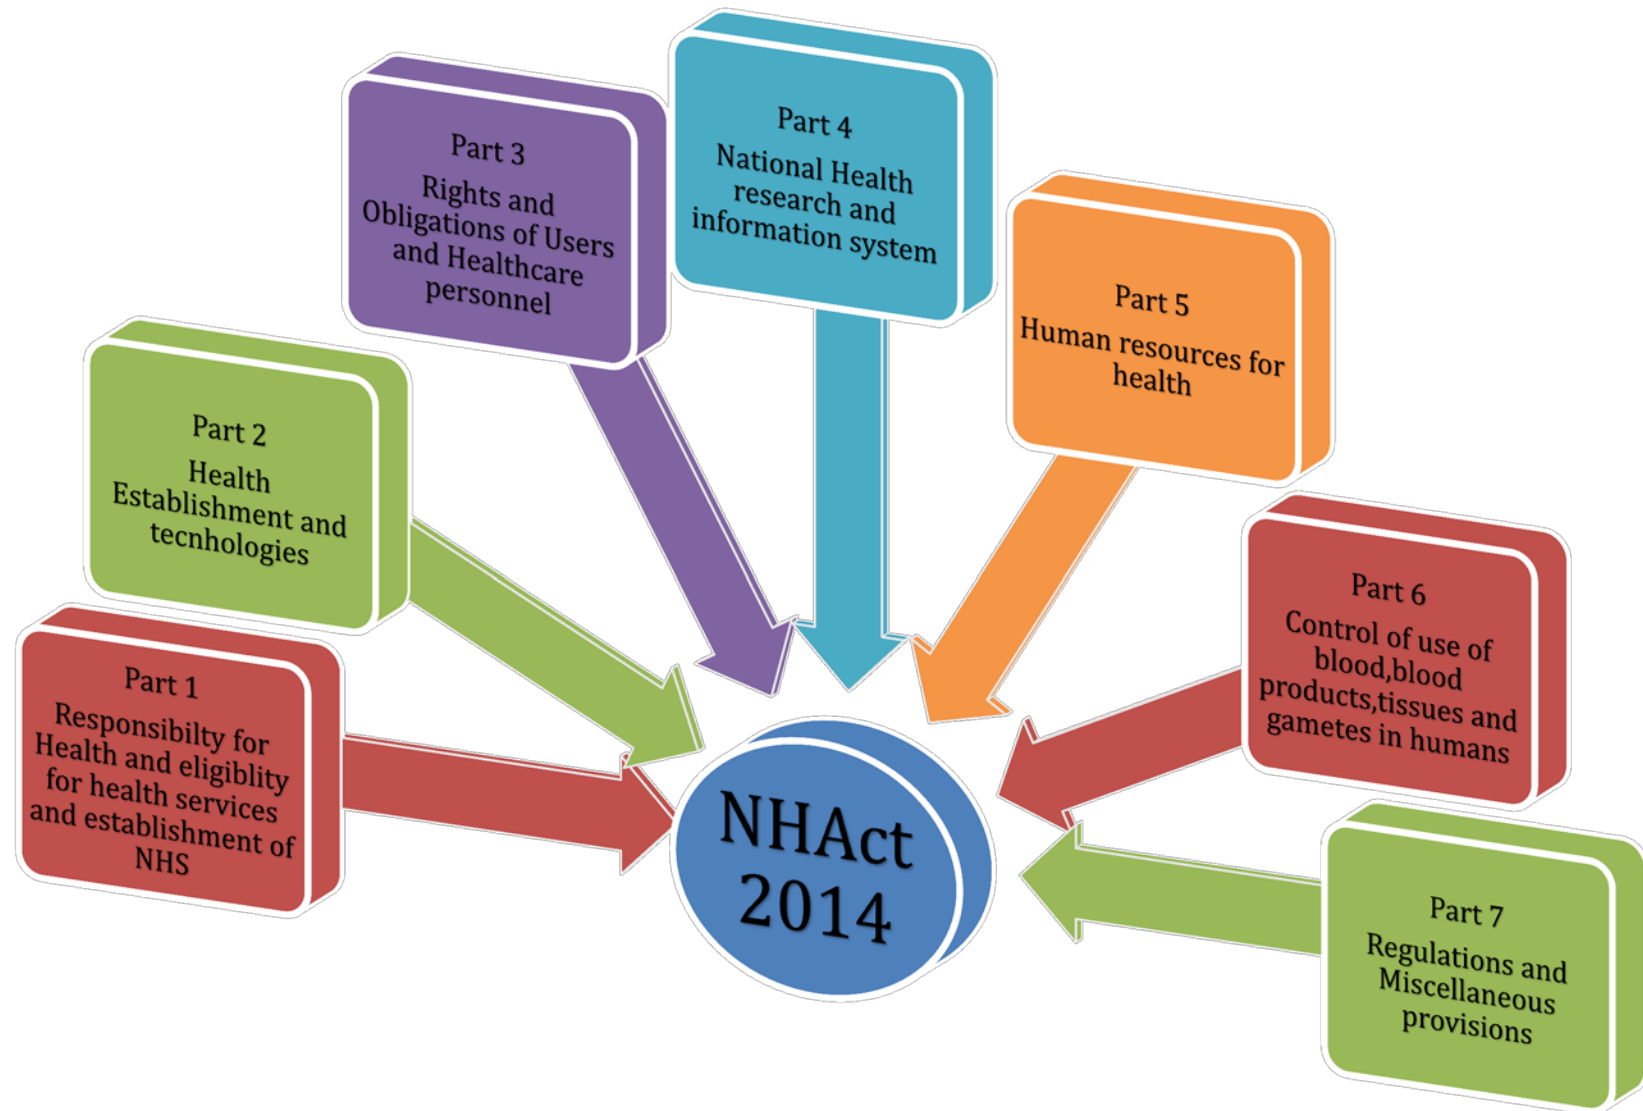 Part 1
Responsibilty for
Health and eligiblity
for health services
and establishment of
NHS
Part 2
Health
Establishment and
tecnhologies
Part 3
Rights and
Obligations of Users
and Healthcare
personnel
Part 4
National Health
research and
information system
Part 5
Human resources for
health
Part 6
Control of use of
blood,blood
products,tissues and
gametes in humans
Part 7
Regulations and
Miscellaneous
provisions
NHAct
2014